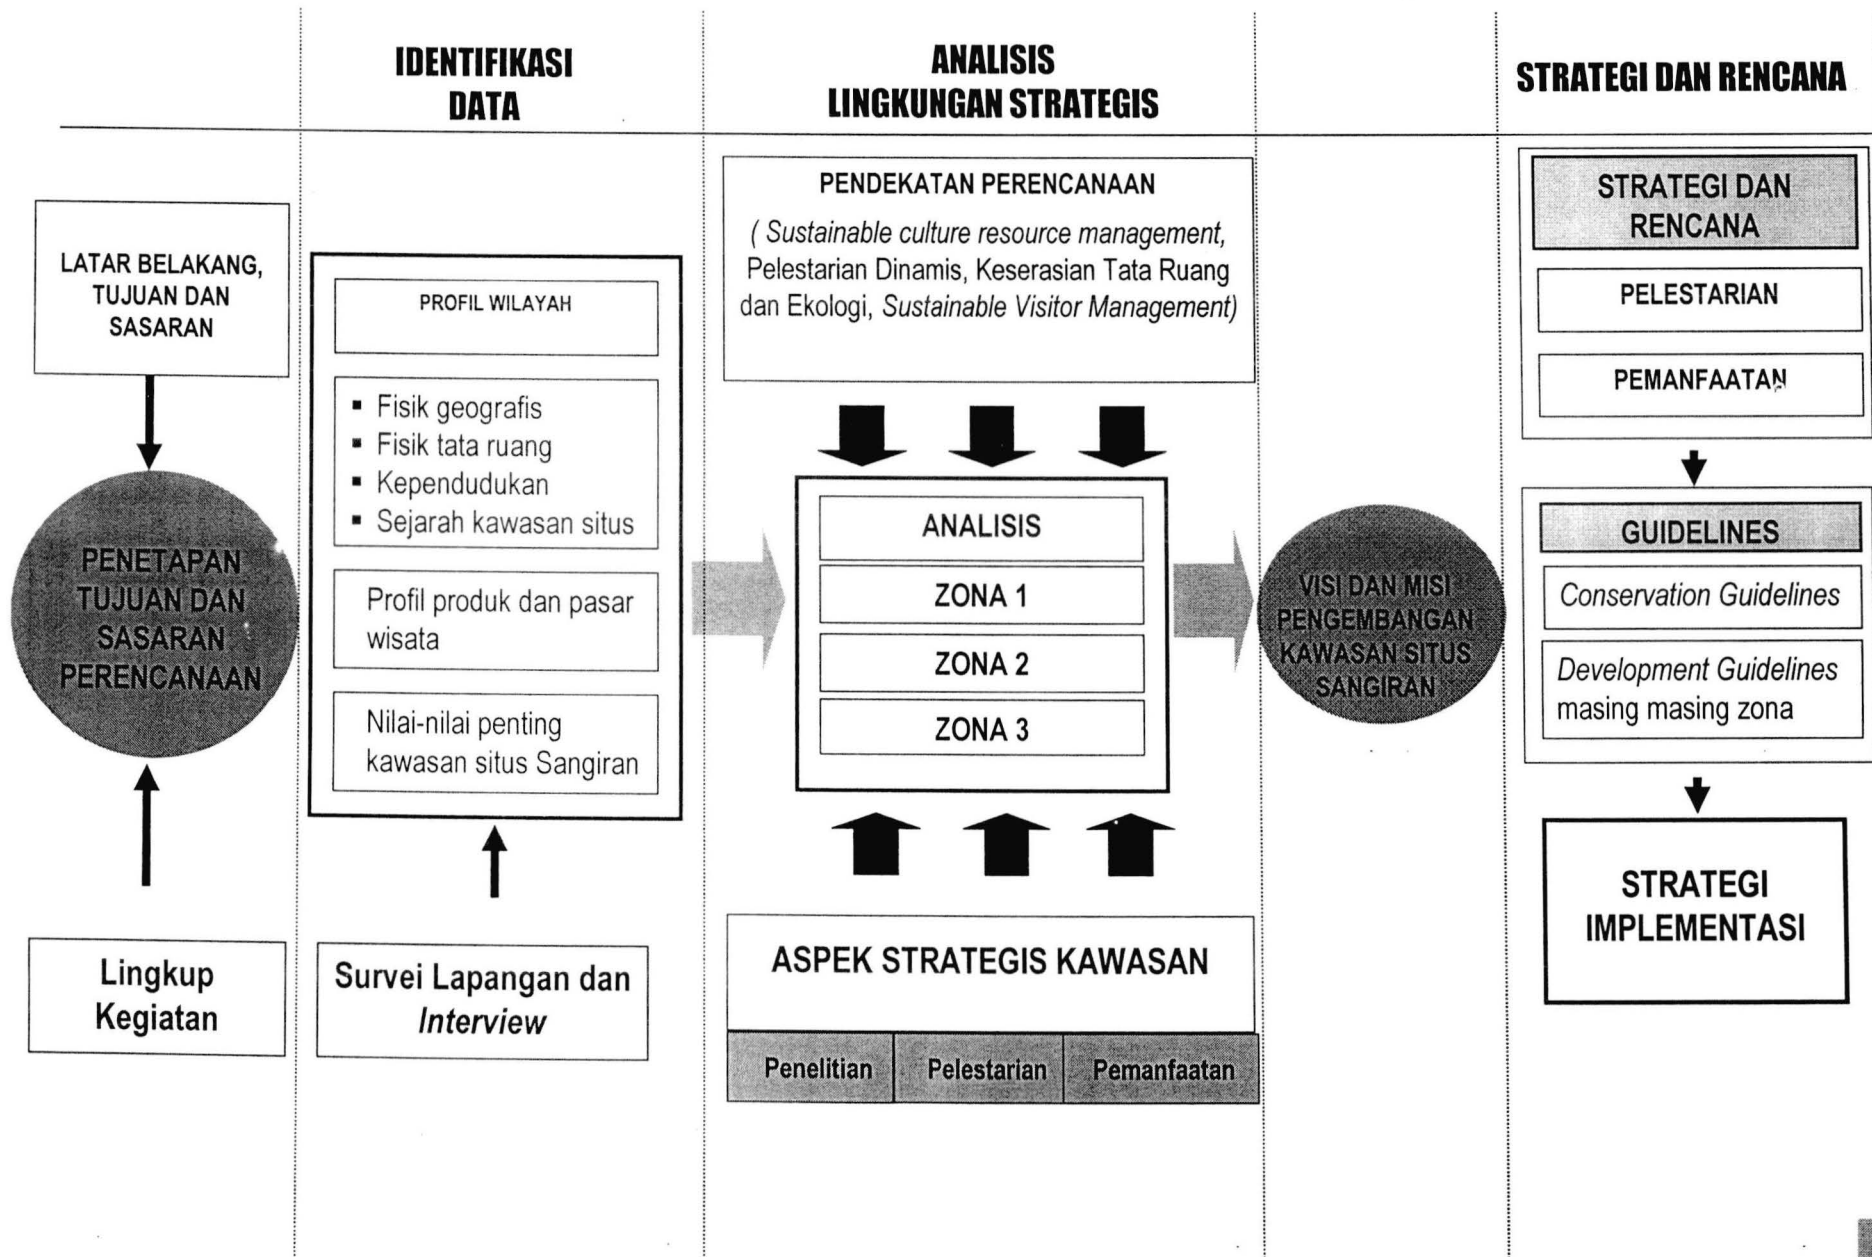 IDENTIFIKASI
DATA
ANALISIS
LINGKUNGAN STRATEGIS
STRATEGI DAN RENCANA
LATAR BELAKANG,
TUJUAN DAN
SASARAN
PENETAPAN
TUJUAN DAN
SASARAN
PERENCANAAN
Lingkup
Kegiatan
PROFIL WILAYAH
▪ Fisik geografis
▪ Fisik tata ruang
▪ Kependudukan
▪ Sejarah kawasan situs
Profil produk dan pasar
wisata
Nilai-nilai penting
kawasan situs Sangiran
Survei Lapangan dan
Interview
PENDEKATAN PERENCANAAN
( Sustainable culture resource management,
Pelestarian Dinamis, Keserasian Tata Ruang
dan Ekologi, Sustainable Visitor Management)
ANALISIS
ZONA 1
ZONA 2
ZONA 3
ASPEK STRATEGIS KAWASAN
Penelitian
Pelestarian
Pemanfaatan
VISI DAN MISI
PENGEMBANGAN
KAWASAN SITUS
SANGIRAN
STRATEGI DAN
RENCANA
PELESTARIAN
PEMANFAATAN
GUIDELINES
Conservation Guidelines
Development Guidelines
masing masing zona
STRATEGI
IMPLEMENTASI